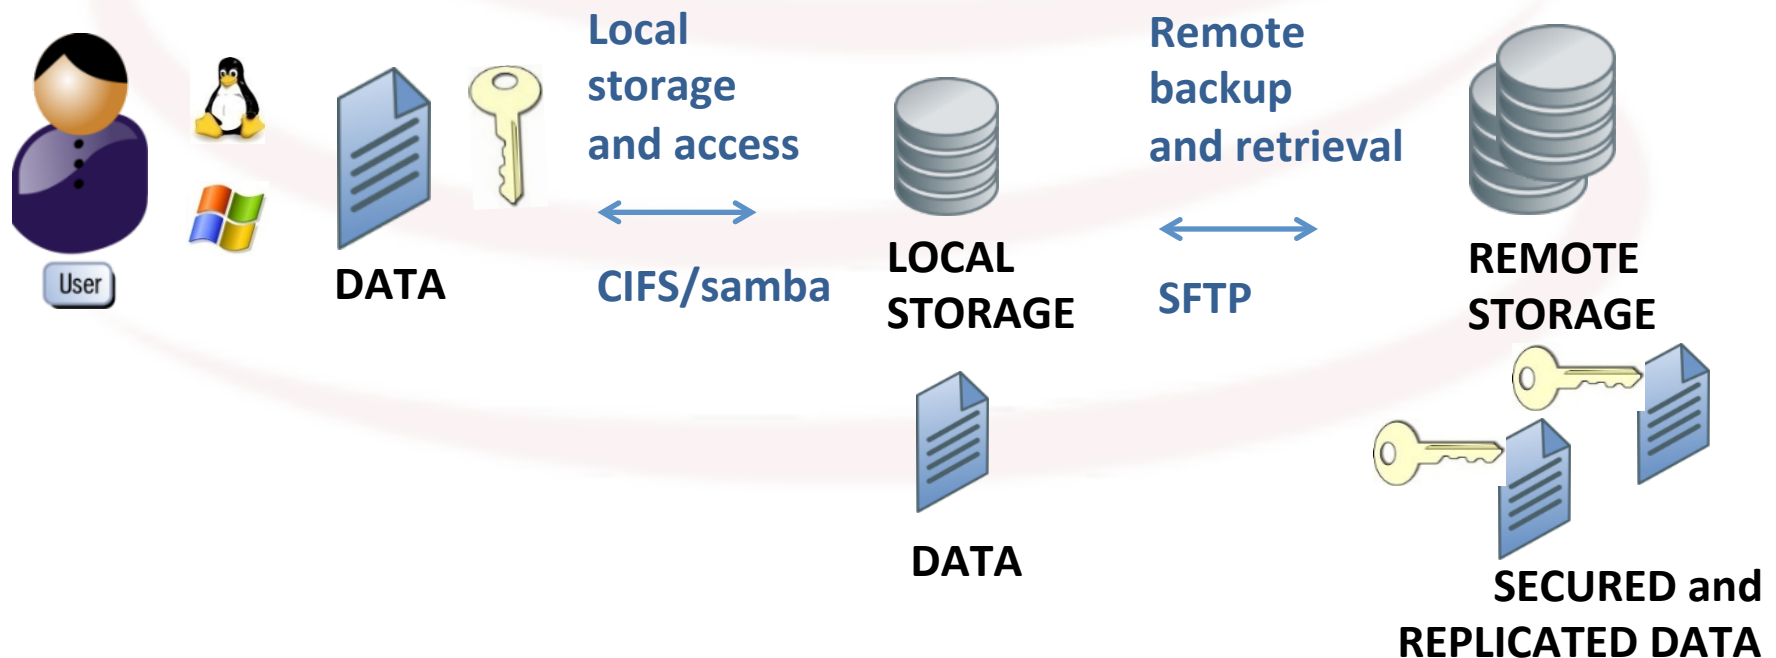 User
DATA
Local
storage
and access
CIFS/samba
LOCAL
STORAGE
DATA
Remote
backup
and retrieval
SFTP
REMOTE
STORAGE
SECURED and
REPLICATED DATA